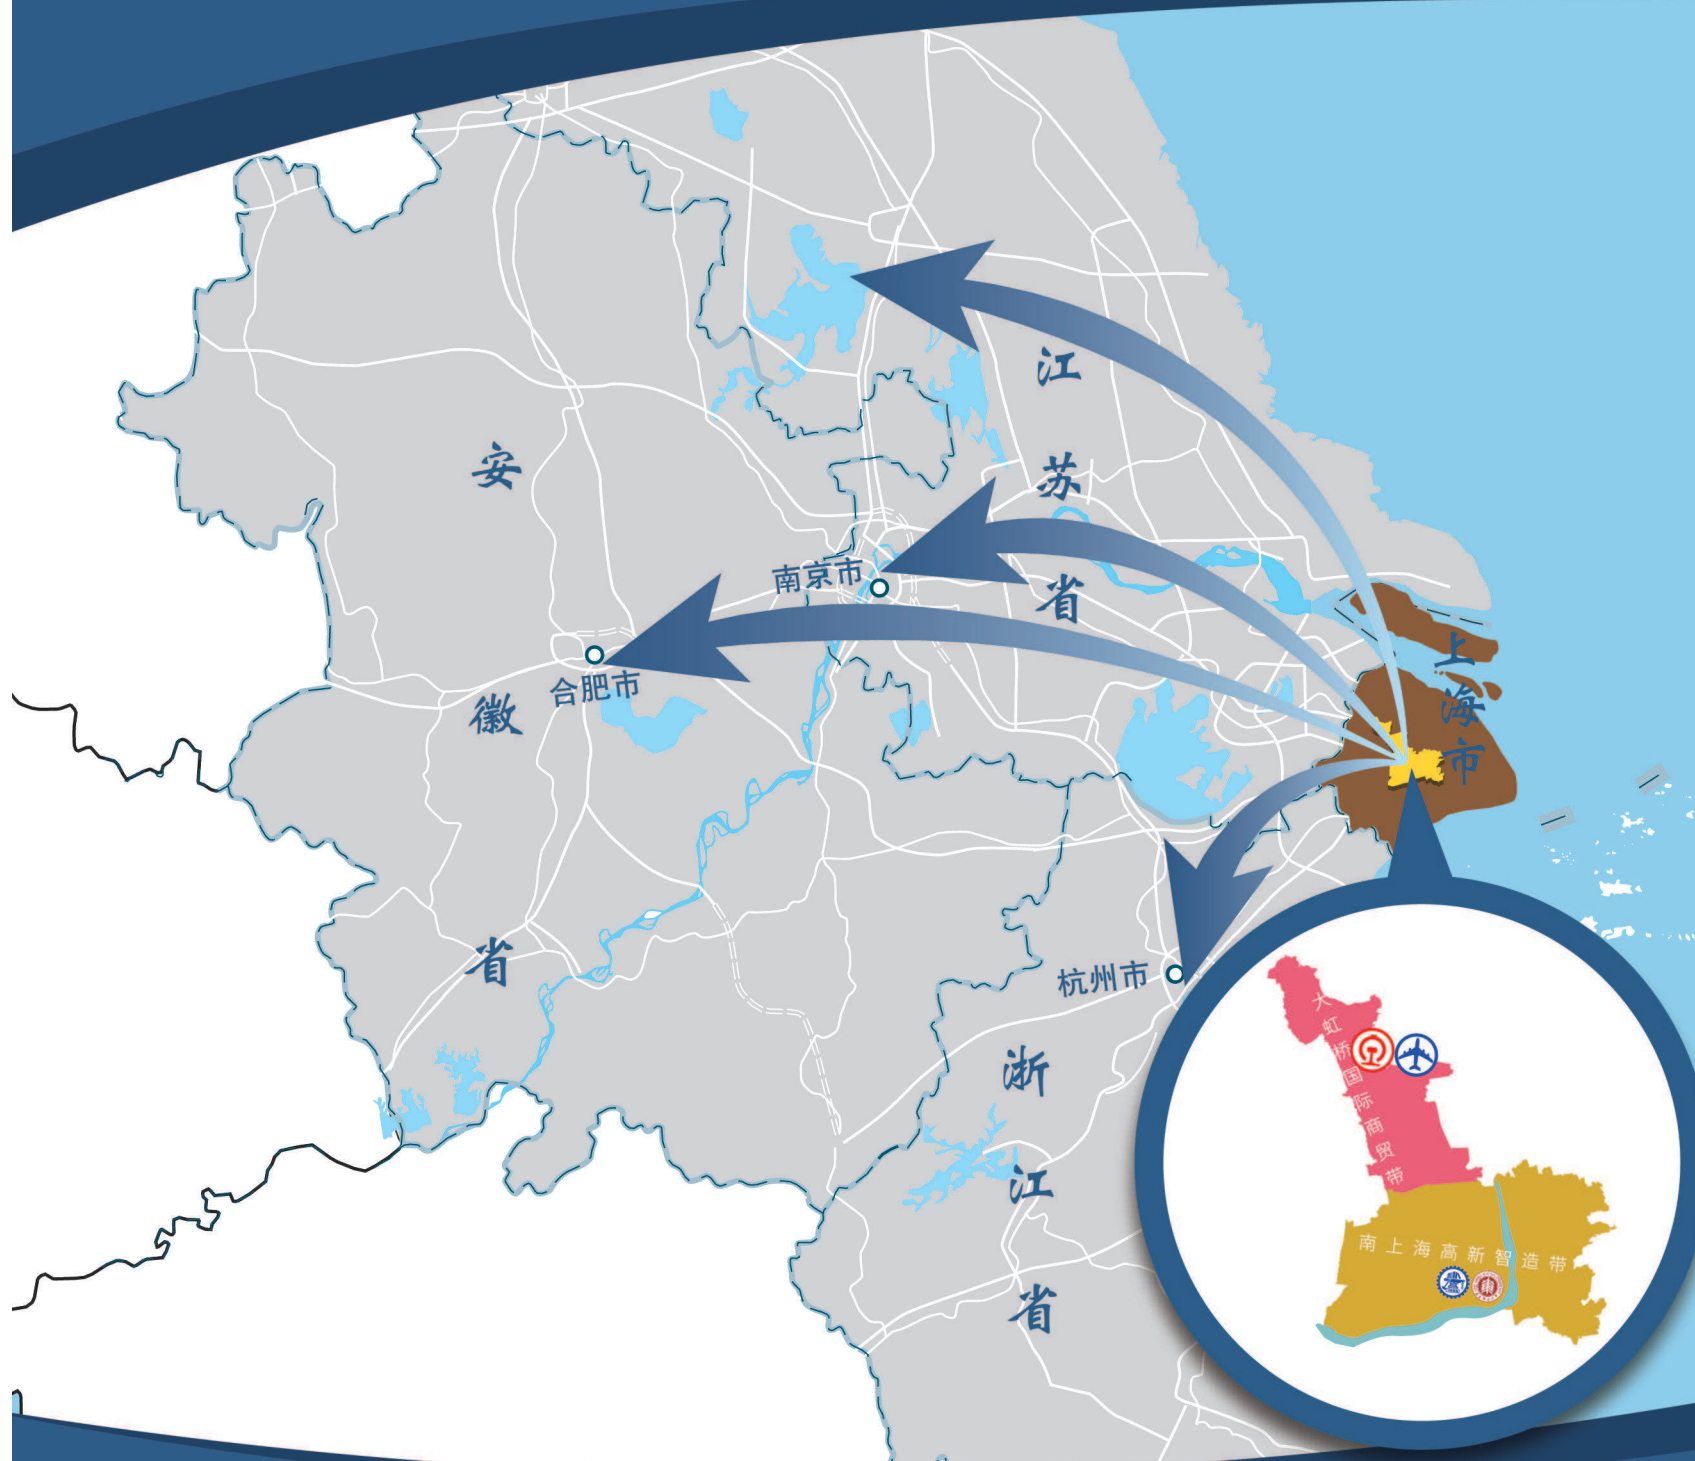 江苏省
安徽省
南京市
合肥市
上海市
杭州市
浙江省
大虹桥国际商贸带
南上海高新智造带